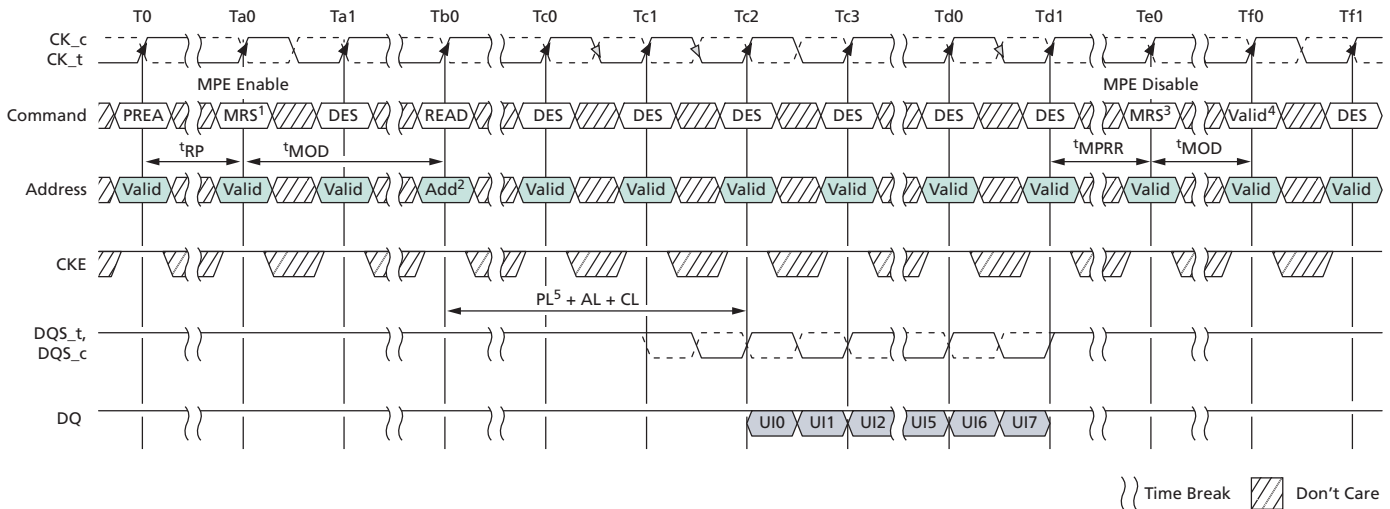 T0 Ta0 Ta1 Tb0 Tc0 Tc1 Tc2 Tc3 Td0 Td1 Te0 Tf0 Tf1
CK_c
CK_t
MPE Enable MPE Disable
Command PREA MRS1 DES READ DES DES DES DES DES DES MRS3 Valid4 DES
tRP tMOD tMPRR tMOD
Address Valid Valid Valid Add2 Valid Valid Valid Valid Valid Valid Valid Valid Valid
CKE
PL5 + AL + CL
DQS_t,
DQS_c
DQ UI0 UI1 UI2 UI5 UI6 UI7
Time Break Don't Care